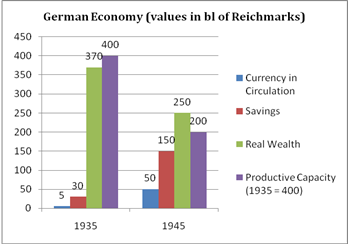 German Economy (values in bl of Reichmarks)
450
400
350
300
250
200
150
100
50
0
5
30
370
400
50
150
250
200
1935
1945
Currency in
Circulation
Savings
Real Wealth
Productive Capacity
(1935 = 400)